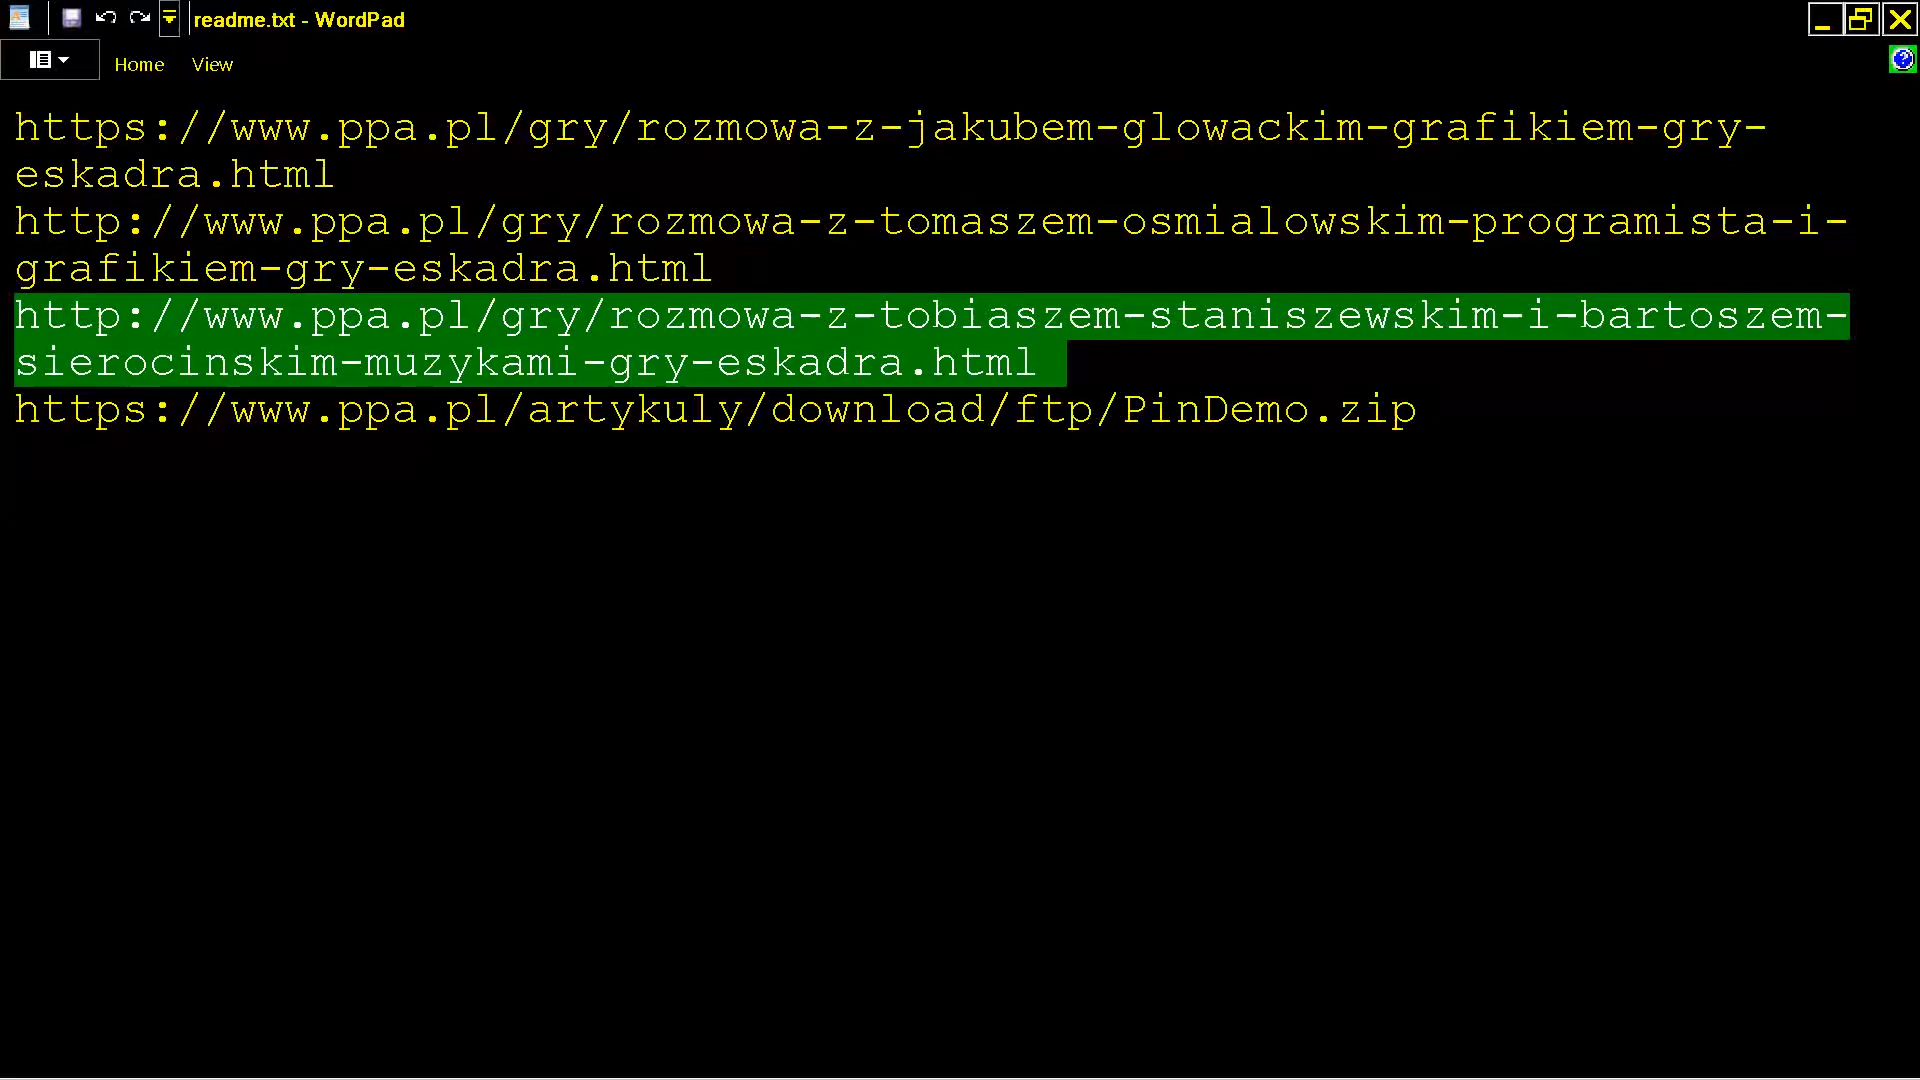 readme.txt - WordPad
Home View
https://www.ppa.pl/gry/rozmowa-z-jakubem-glowackim-grafikiem-gry-
eskadra.html
http://www.ppa.pl/gry/rozmowa-z-tomaszem-osmialowskim-programista-i-
grafikiem-gry-eskadra.html
http://www.ppa.pl/gry/rozmowa-z-tobiaszem-staniszewskim-i-bartoszem-
sierocinskim-muzykami-gry-eskadra.html
https://www.ppa.pl/artykuly/download/ftp/PinDemo.zip